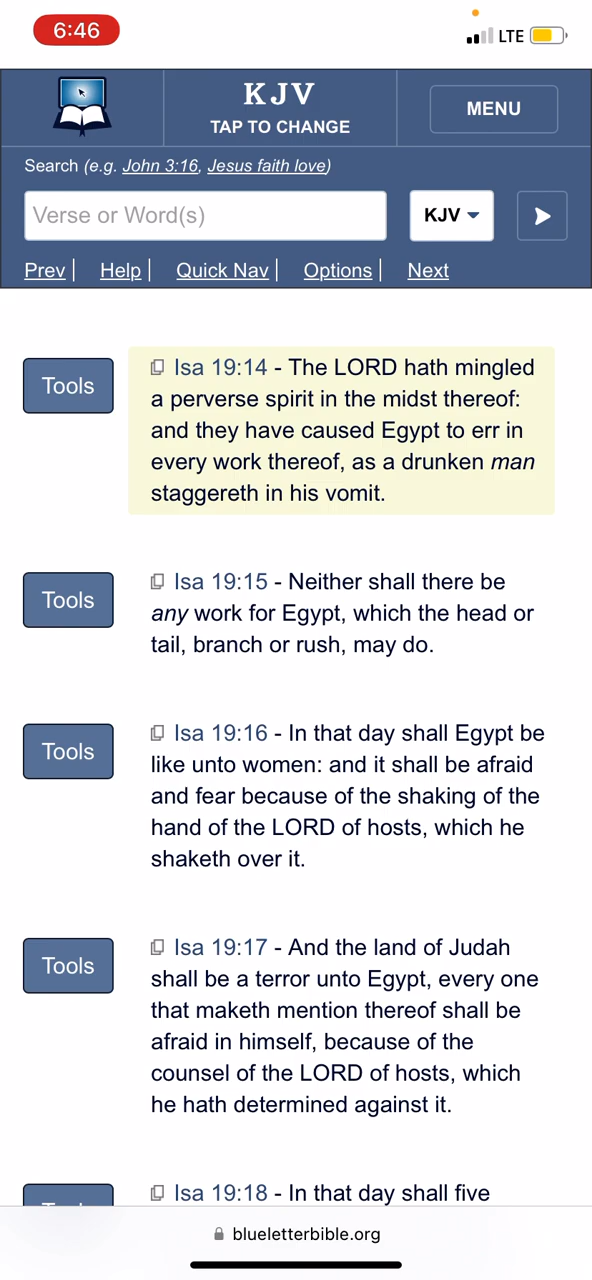 6:46
LTE
KJV
TAP TO CHANGE
MENU
Search (e.g. John 3:16, Jesus faith love)
Verse or Word(s)
KJV
Prev| Help| Quick Nav| Options| Next
Tools
Isa 19:14 - The LORD hath mingled
a perverse spirit in the midst thereof:
and they have caused Egypt to err in
every work thereof, as a drunken man
staggereth in his vomit.
Tools
Isa 19:15 - Neither shall there be
any work for Egypt, which the head or
tail, branch or rush, may do.
Tools
Isa 19:16 - In that day shall Egypt be
like unto women: and it shall be afraid
and fear because of the shaking of the
hand of the LORD of hosts, which he
shaketh over it.
Tools
Isa 19:17 - And the land of Judah
shall be a terror unto Egypt, every one
that maketh mention thereof shall be
afraid in himself, because of the
counsel of the LORD of hosts, which
he hath determined against it.
Isa 19:18 - In that day shall five
blueletterbible.org